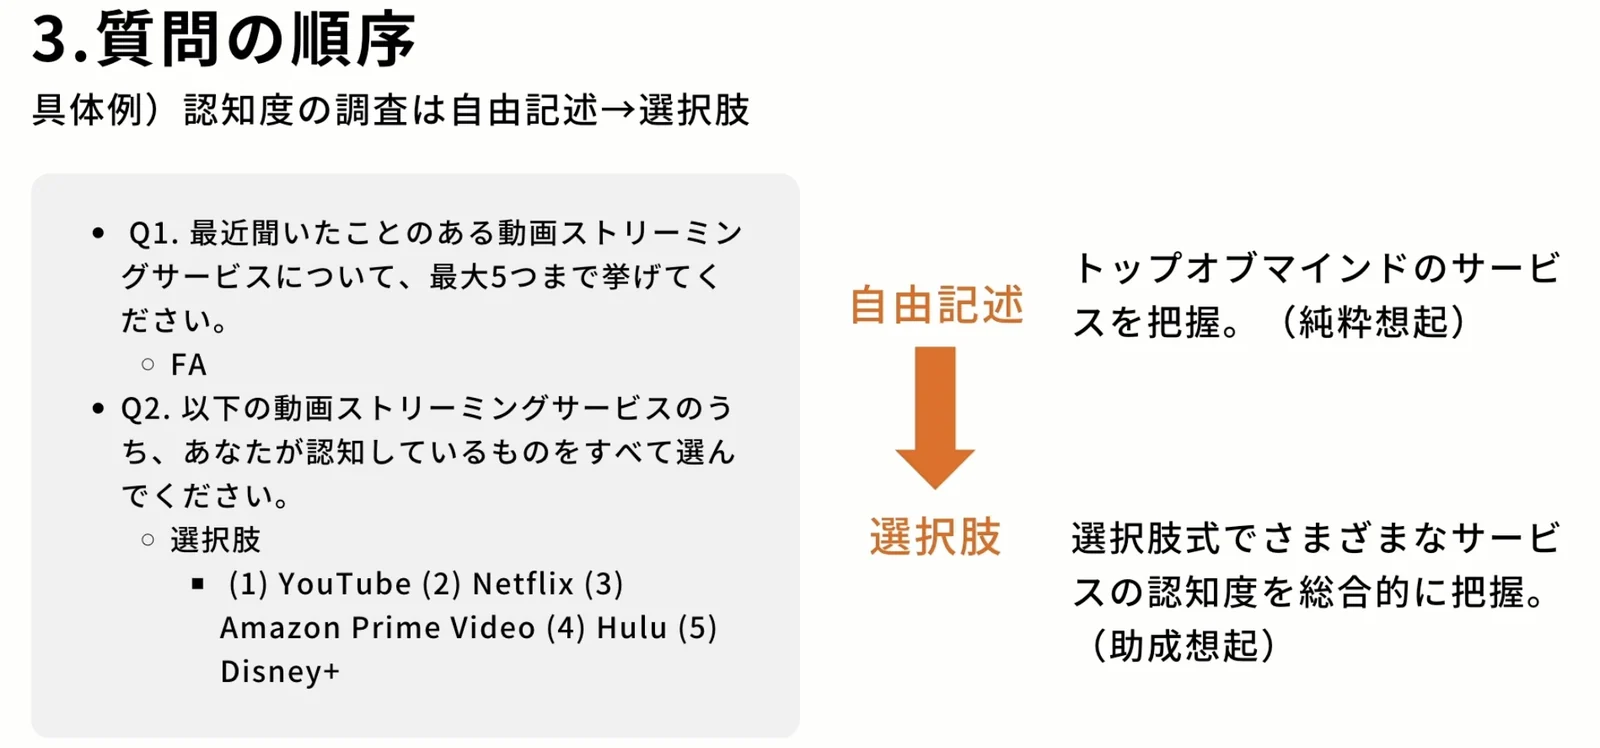 3.質問の順序
具体例）認知度の調査は自由記述→選択肢
• Q1. 最近聞いたことのある動画ストリーミン
グサービスについて、最大5つまで挙げてく
ださい。
○ FA
• Q2. 以下の動画ストリーミングサービスのう
ち、あなたが認知しているものをすべて選ん
でください。
○ 選択肢
■ (1) YouTube (2) Netflix (3)
Amazon Prime Video (4) Hulu (5)
Disney+
自由記述
トップオブマインドのサービ
スを把握。（純粋想起）
選択肢
選択肢式でさまざまなサービ
スの認知度を総合的に把握。
（助成想起）